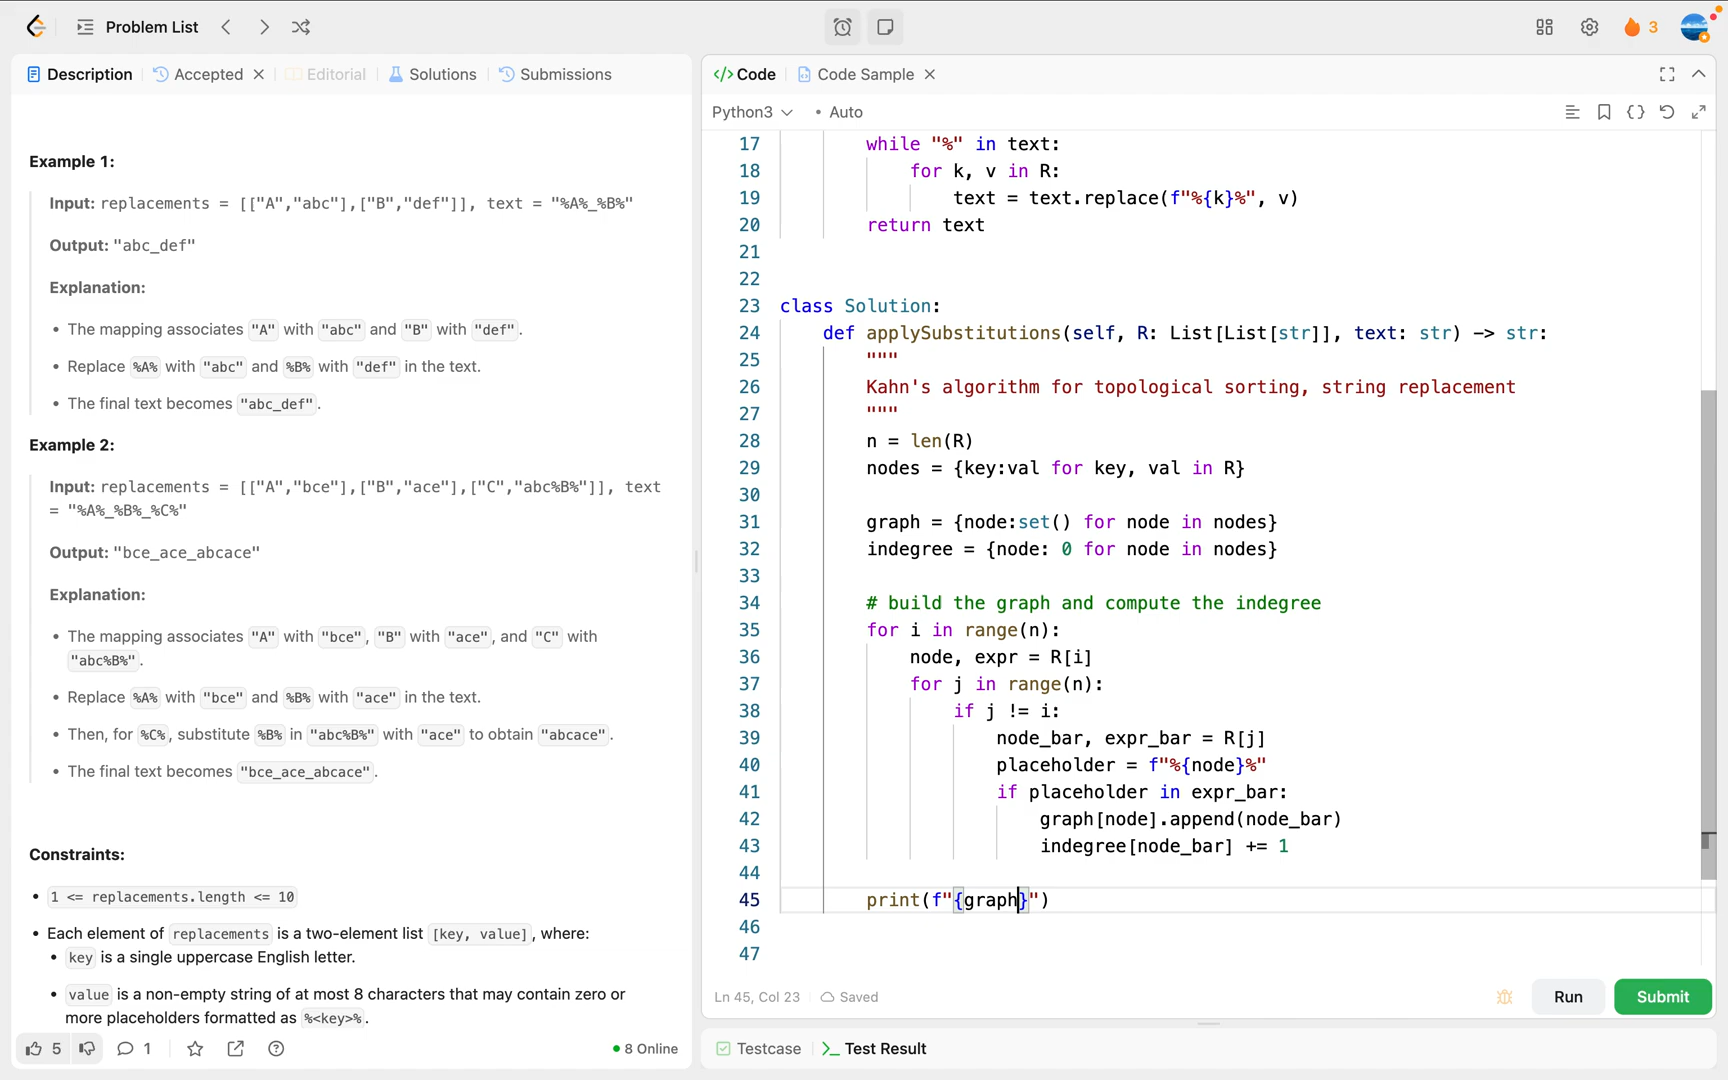 Problem List
3
Description
Accepted
Editorial
Solutions
Submissions
Example 1:
Input: replacements = [["A","abc"],["B","def"]], text = "%A%_%B%"
Output: "abc_def"
Explanation:
• The mapping associates "A" with "abc" and "B" with "def".
• Replace %A% with "abc" and %B% with "def" in the text.
• The final text becomes "abc_def".
Example 2:
Input: replacements = [["A","bce"],["B","ace"],["C","abc%B%"]], text
= "%A%_%B%_%C%"
Output: "bce_ace_abcace"
Explanation:
• The mapping associates "A" with "bce", "B" with "ace", and "C" with
"abc%B%".
• Replace %A% with "bce" and %B% with "ace" in the text.
• Then, for %C%, substitute %B% in "abc%B%" with "ace" to obtain "abcace".
• The final text becomes "bce_ace_abcace".
Constraints:
• 1 <= replacements.length <= 10
• Each element of replacements is a two-element list [key, value], where:
• key is a single uppercase English letter.
• value is a non-empty string of at most 8 characters that may contain zero or
more placeholders formatted as %<key>%.
5
1
8 Online
</> Code
Code Sample
Python3
• Auto
17 while "%" in text:
18 for k, v in R:
19 text = text.replace(f"%{k}%", v)
20 return text
21
22
23 class Solution:
24 def applySubstitutions(self, R: List[List[str]], text: str) -> str:
25 """
26 Kahn's algorithm for topological sorting, string replacement
27 """
28 n = len(R)
29 nodes = {key:val for key, val in R}
30
31 graph = {node:set() for node in nodes}
32 indegree = {node: 0 for node in nodes}
33
34 # build the graph and compute the indegree
35 for i in range(n):
36 node, expr = R[i]
37 for j in range(n):
38 if j != i:
39 node_bar, expr_bar = R[j]
40 placeholder = f"%{node}%"
41 if placeholder in expr_bar:
42 graph[node].append(node_bar)
43 indegree[node_bar] += 1
44
45 print(f"{graph}")
46
47
Ln 45, Col 23
Saved
Run
Submit
Testcase
>_ Test Result